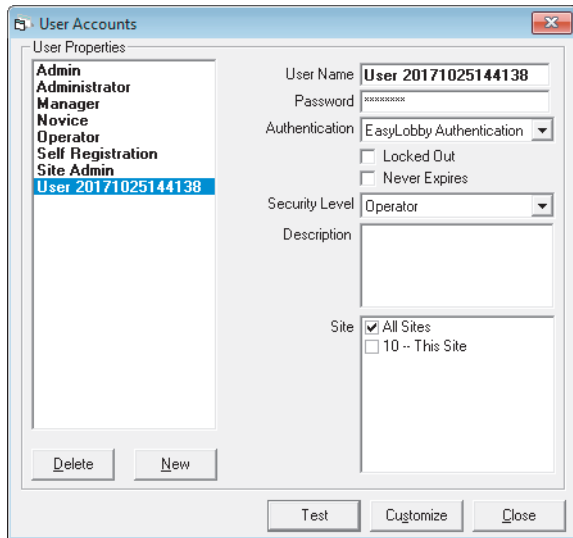 User Accounts
User Properties
Admin
Administrator
Manager
Novice
Operator
Self Registration
Site Admin
User 20171025144138
User Name User 20171025144138
Password ××××××××
Authentication EasyLobby Authentication
Locked Out
Never Expires
Security Level Operator
Description
Site All Sites
10 -- This Site
Delete New
Test Customize Close